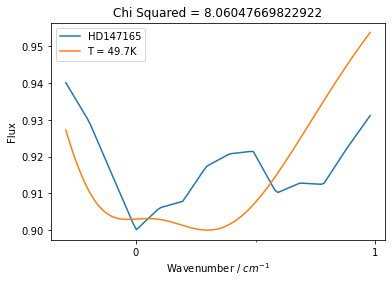 Chi Squared = 8.06047669822922
HD147165
T = 49.7K
Flux
0.95
0.94
0.93
0.92
0.91
0.90
0
1
Wavenumber / cm⁻¹